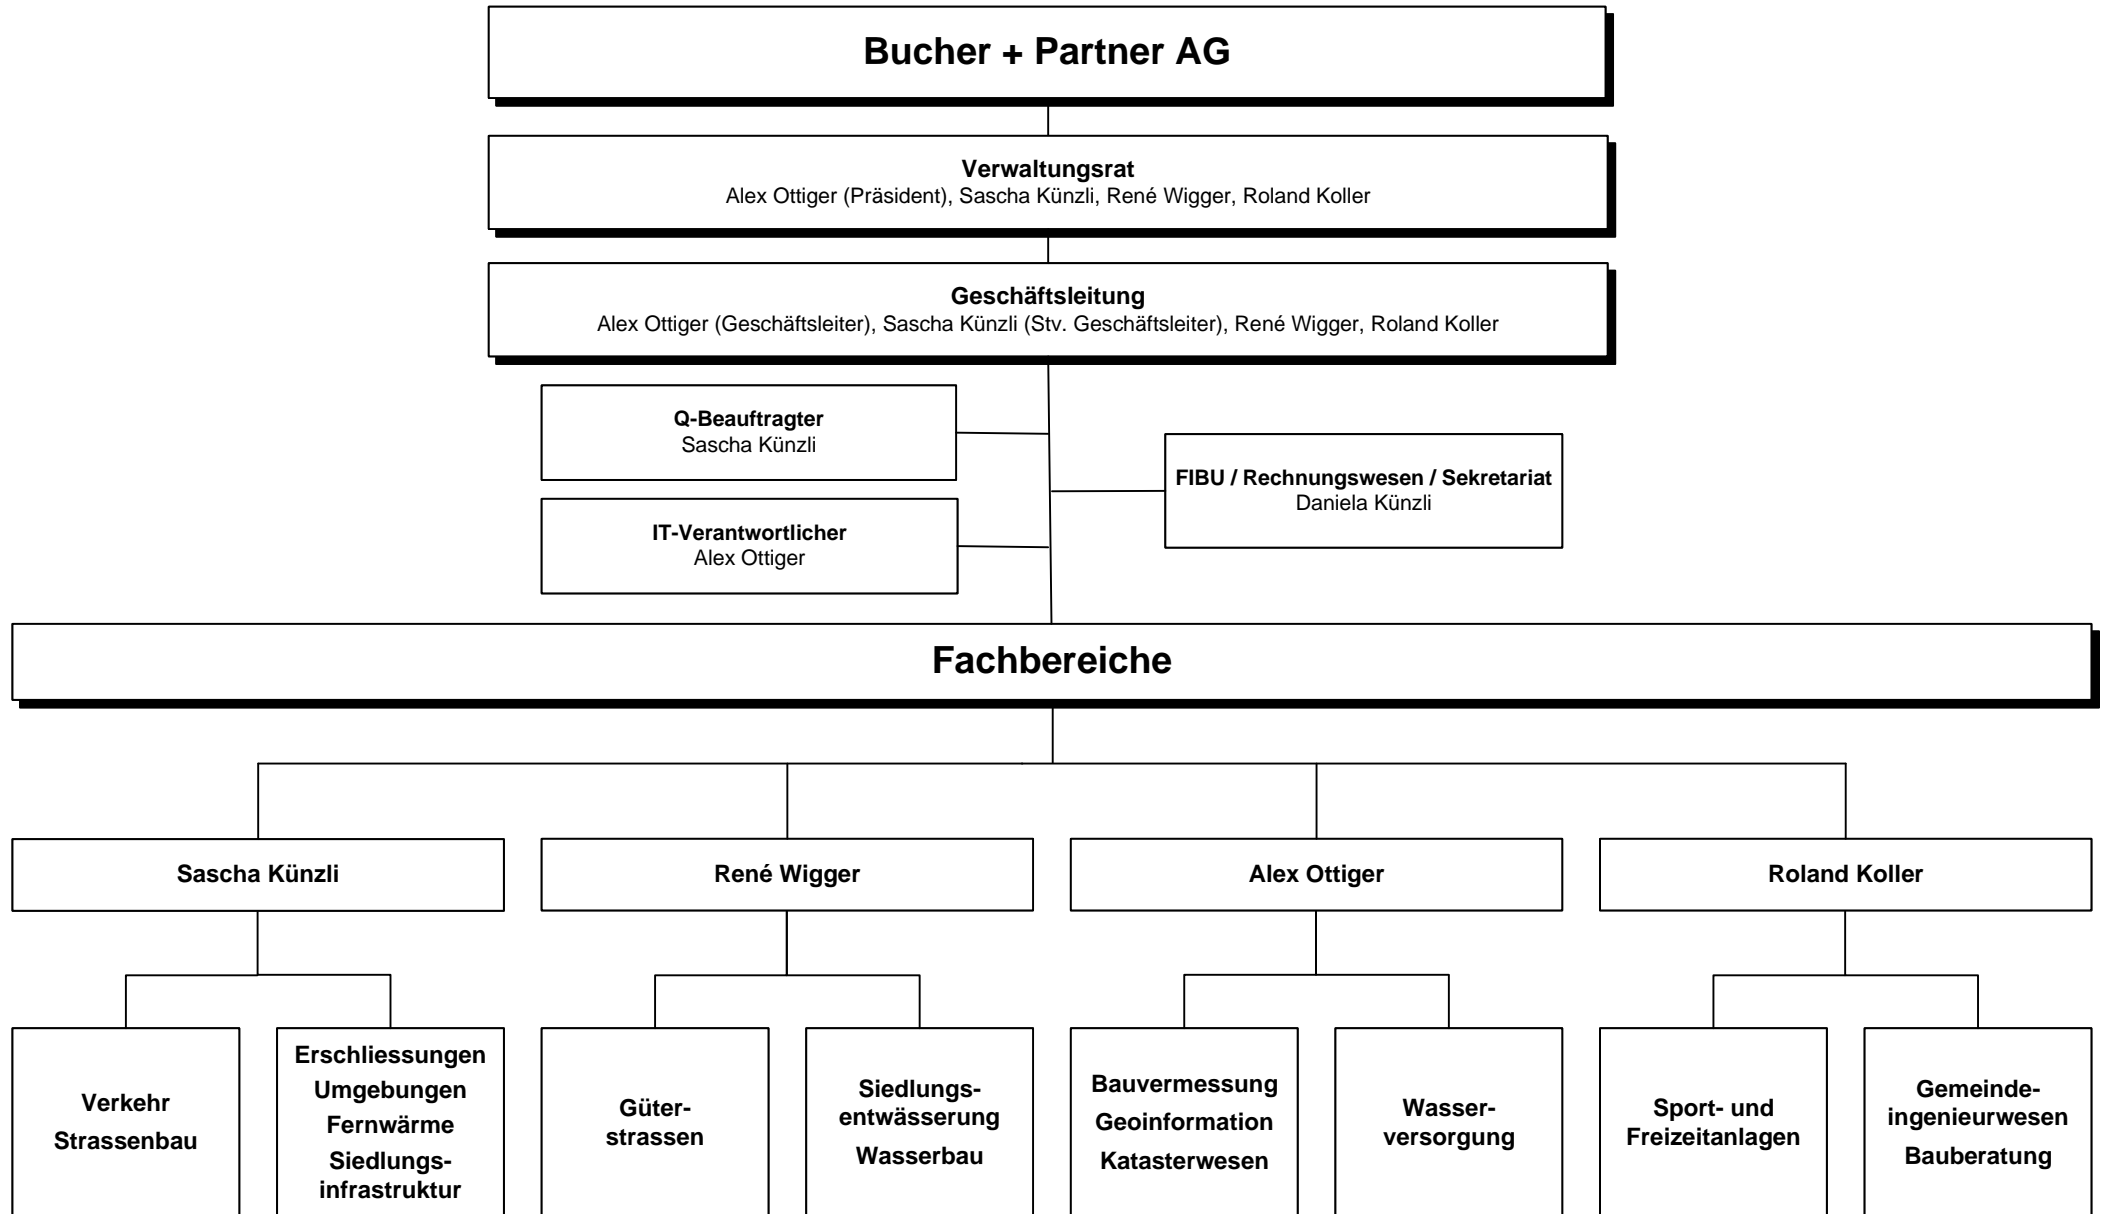 Bucher + Partner AG
Verwaltungsrat
Alex Ottiger (Präsident), Sascha Künzli, René Wigger, Roland Koller
Geschäftsleitung
Alex Ottiger (Geschäftsleiter), Sascha Künzli (Stv. Geschäftsleiter), René Wigger, Roland Koller
Q-Beauftragter
Sascha Künzli
FIBU / Rechnungswesen / Sekretariat
Daniela Künzli
IT-Verantwortlicher
Alex Ottiger
Fachbereiche
Sascha Künzli
René Wigger
Alex Ottiger
Roland Koller
Verkehr
Strassenbau
Erschliessungen
Umgebungen
Fernwärme
Siedlungs-
infrastruktur
Güter-
strassen
Siedlungs-
entwässerung
Wasserbau
Bauvermessung
Geoinformation
Katasterwesen
Wasser-
versorgung
Sport- und
Freizeitanlagen
Gemeinde-
ingenieurwesen
Bauberatung